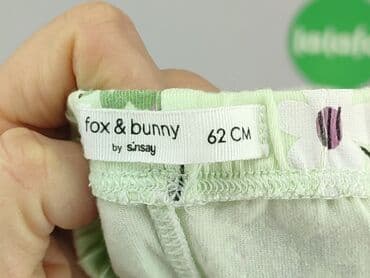 fox & bunny
by sinsay
62 CM